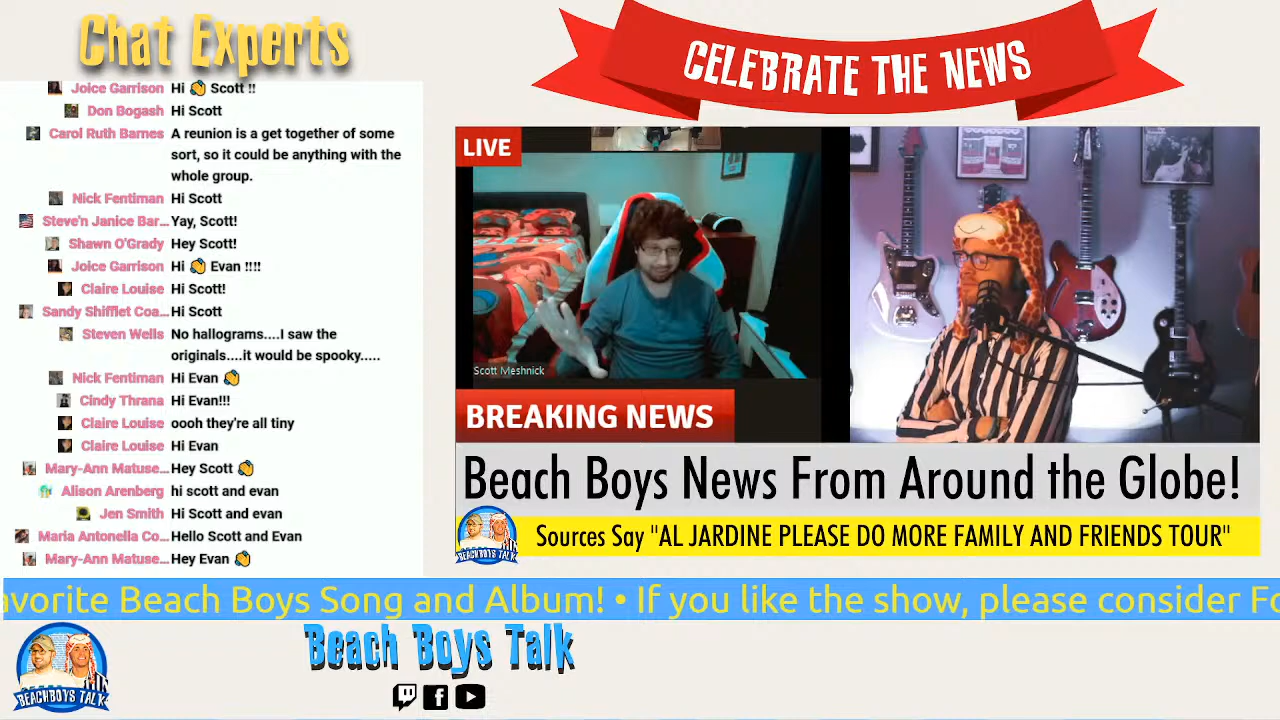 Chat Experts
Joice Garrison Hi 👏 Scott !!
Don Bogash Hi Scott
Carol Ruth Barnes A reunion is a get together of some
sort, so it could be anything with the
whole group.
Nick Fentiman Hi Scott
Steve'n Janice Bar... Yay, Scott!
Shawn O'Grady Hey Scott!
Joice Garrison Hi 👏 Evan !!!!
Claire Louise Hi Scott!
Sandy Shifflet Coa... Hi Scott
Steven Wells No hallograms....I saw the
originals....it would be spooky.....
Nick Fentiman Hi Evan 👏
Cindy Thrana Hi Evan!!!
Claire Louise oooh they're all tiny
Claire Louise Hi Evan
Mary-Ann Matuse... Hey Scott 👏
Alison Arenberg hi scott and evan
Jen Smith Hi Scott and evan
Maria Antonella Co... Hello Scott and Evan
Mary-Ann Matuse... Hey Evan 👏
CELEBRATE THE NEWS
LIVE
Scott Meshnick
BREAKING NEWS
Beach Boys News From Around the Globe!
BEACHBOYS TALK
Sources Say "AL JARDINE PLEASE DO MORE FAMILY AND FRIENDS TOUR"
avorite Beach Boys Song and Album! • If you like the show, please consider Fo
BEACHBOYS TALK
Beach Boys Talk